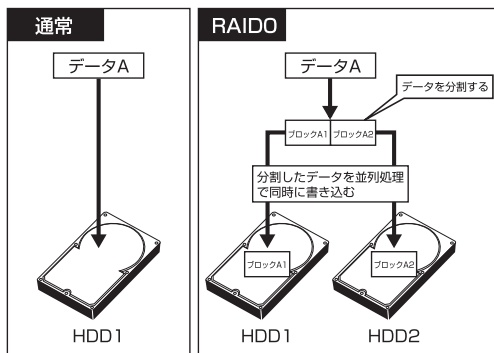 通常
データA
HDD1
RAID0
データA
データを分割する
ブロックA1
ブロックA2
分割したデータを並列処理
で同時に書き込む
ブロックA1
ブロックA2
HDD1
HDD2